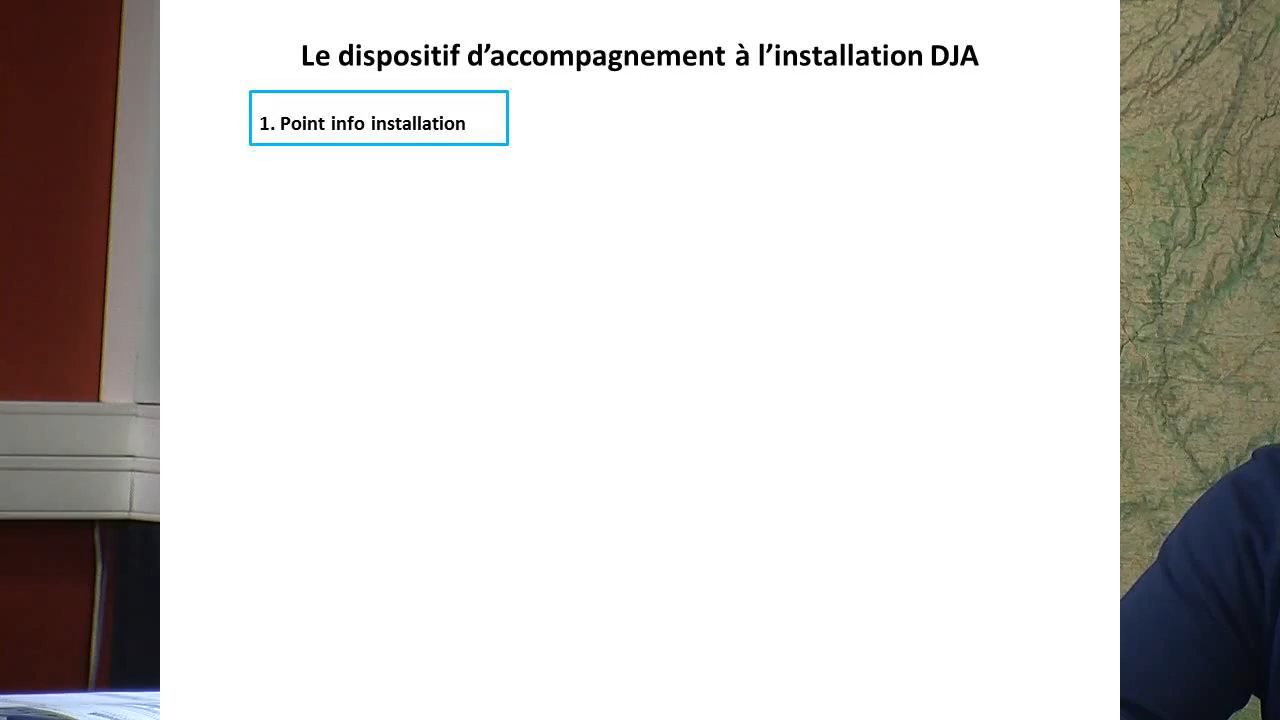 Le dispositif d’accompagnement à l’installation DJA
1. Point info installation